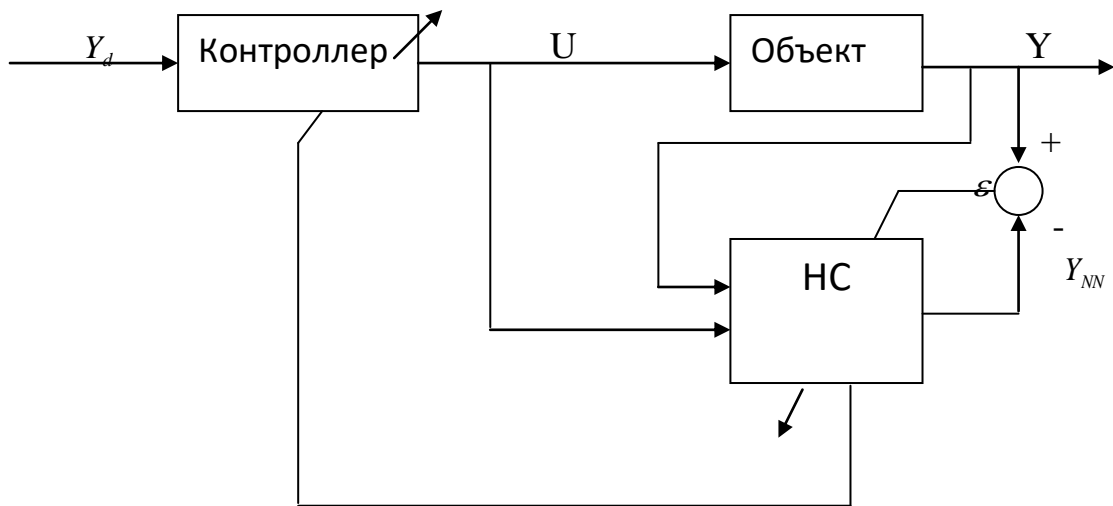 Y_d
Контроллер
U
Объект
Y
+
ε
-
Y_NN
НС